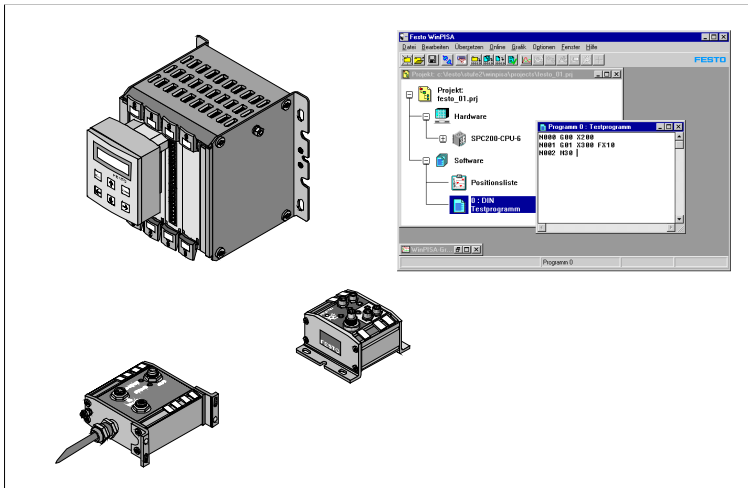 Festo WinPISA
Datei Bearbeiten Übersetzen Online Grafik Optionen Fenster Hilfe
FESTO
Projekt: c:\festo\stufe2\winpisa\projects\festo_01.prj
Projekt:
festo_01.prj
Hardware
SPC200-CPU-6
Software
Positionsliste
0 : DIN
Testprogramm
Programm 0 : Testprogramm
N000 G00 X200
N001 G01 X300 FX10
N002 M30
WinPISA-Gr..
Programm 0
FESTO